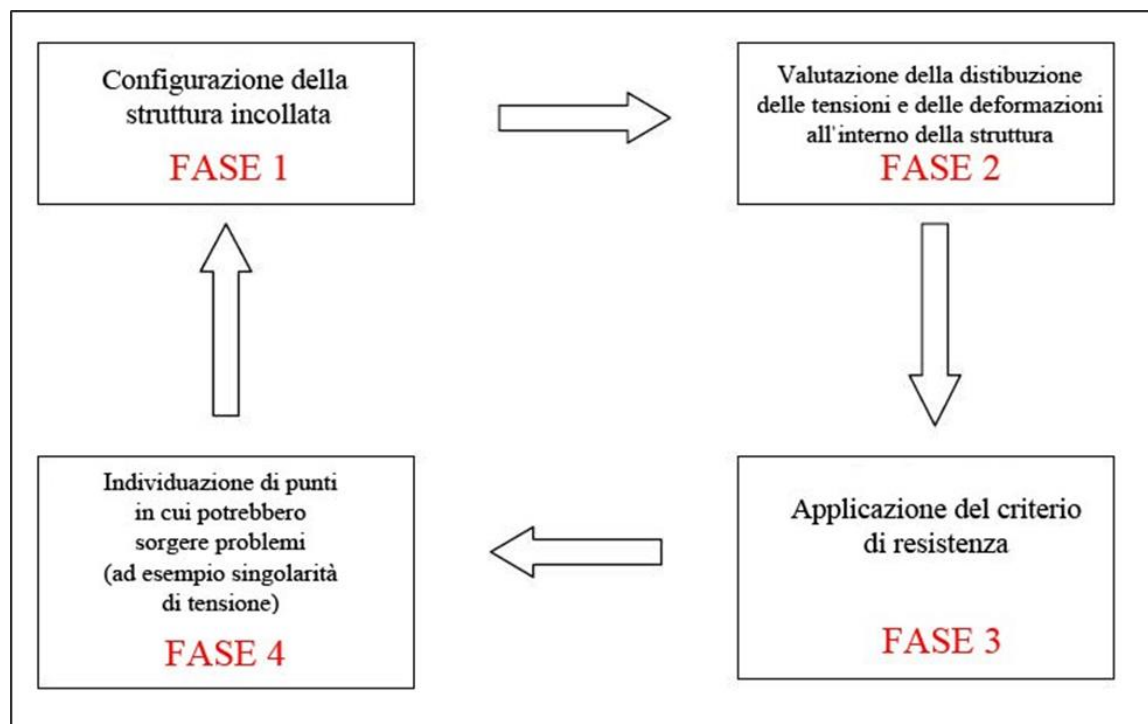 Configurazione della
struttura incollata
FASE 1
Valutazione della distibuzione
delle tensioni e delle deformazioni
all'interno della struttura
FASE 2
Applicazione del criterio
di resistenza
FASE 3
Individuazione di punti
in cui potrebbero
sorgere problemi
(ad esempio singolarità
di tensione)
FASE 4